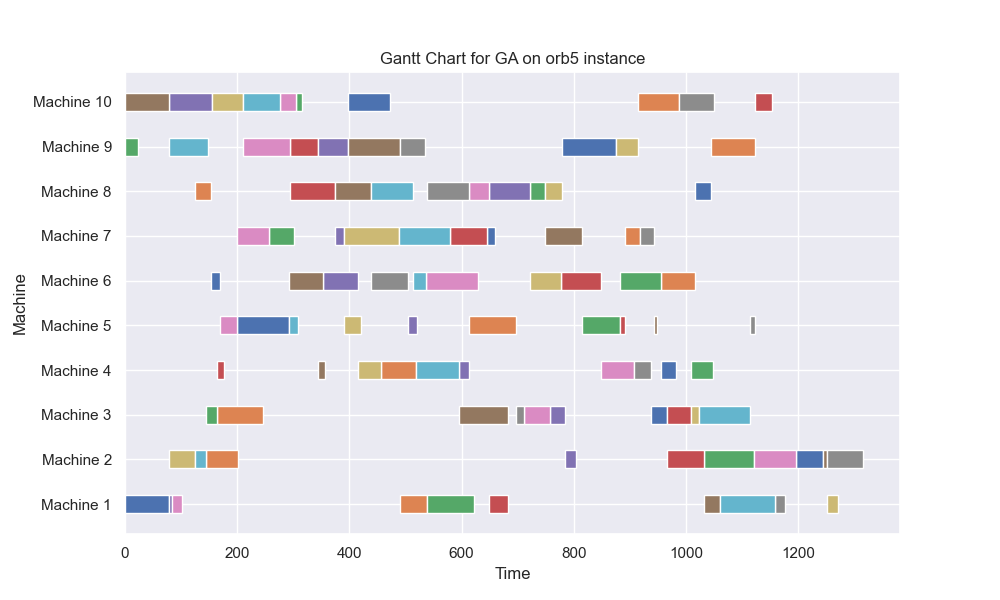 Gantt Chart for GA on orb5 instance
Machine
Machine 10
Machine 9
Machine 8
Machine 7
Machine 6
Machine 5
Machine 4
Machine 3
Machine 2
Machine 1
0 200 400 600 800 1000 1200
Time